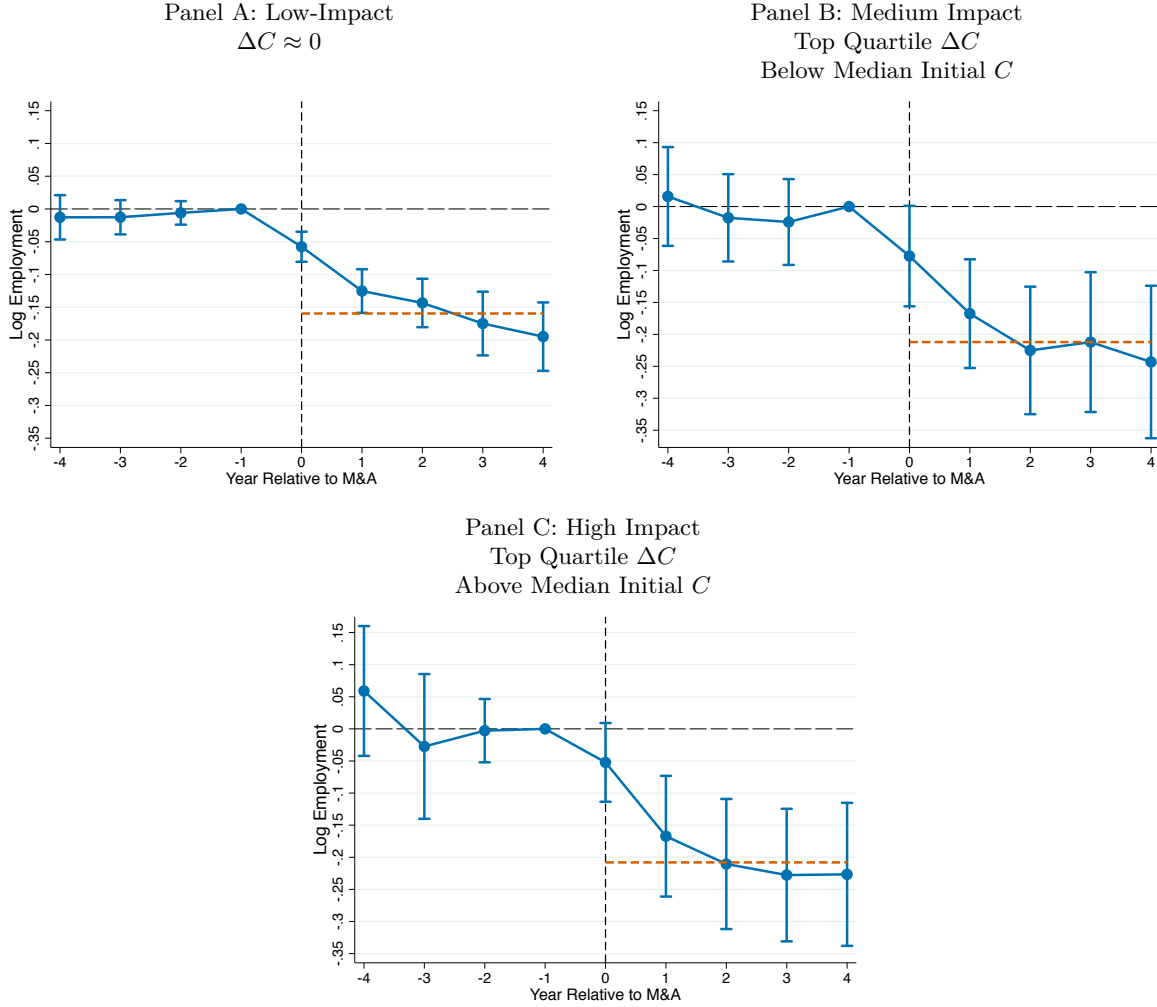 Panel A: Low-Impact
ΔC ≈ 0
.15
.1
.05
0
-.05
-.1
-.15
-.2
-.25
-.3
-.35
Log Employment
-4 -3 -2 -1 0 1 2 3 4
Year Relative to M&A
Panel B: Medium Impact
Top Quartile ΔC
Below Median Initial C
.15
.1
.05
0
-.05
-.1
-.15
-.2
-.25
-.3
-.35
Log Employment
-4 -3 -2 -1 0 1 2 3 4
Year Relative to M&A
Panel C: High Impact
Top Quartile ΔC
Above Median Initial C
.15
.1
.05
0
-.05
-.1
-.15
-.2
-.25
-.3
-.35
Log Employment
-4 -3 -2 -1 0 1 2 3 4
Year Relative to M&A